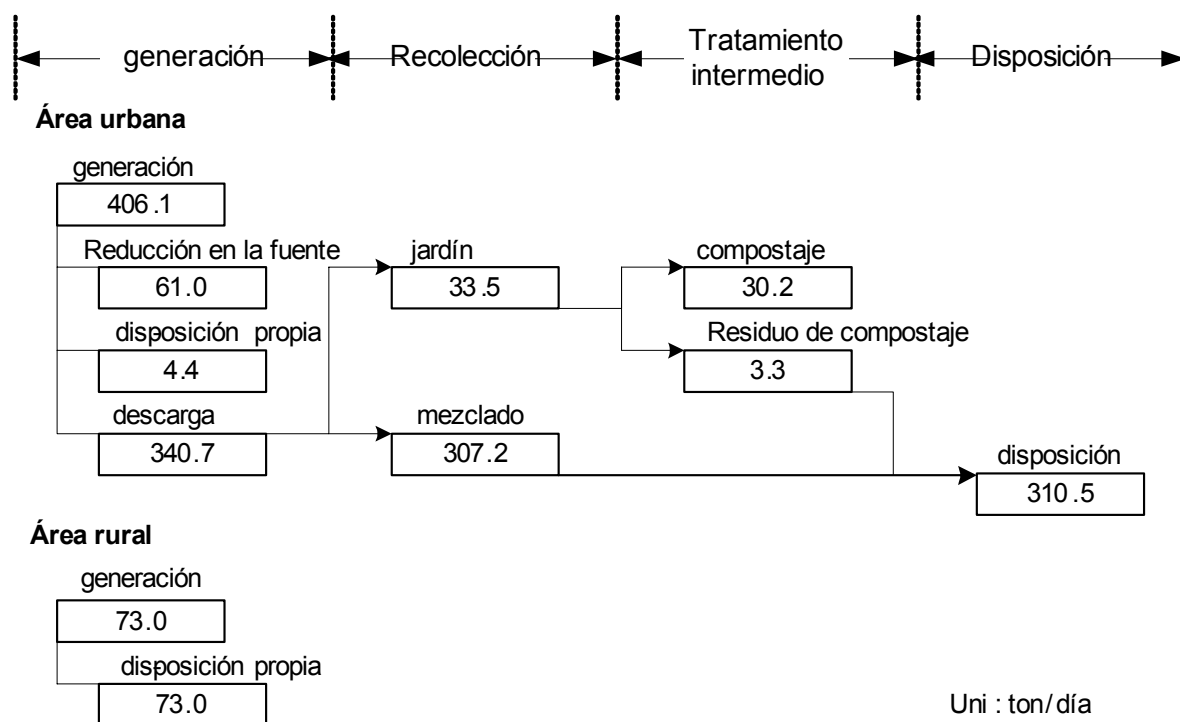 generación Recolección Tratamiento intermedio Disposición
Área urbana
generación
406.1
Reducción en la fuente jardín compostaje
61.0 33.5 30.2
disposición propia Residuo de compostaje
4.4 3.3
descarga mezclado
340.7 307.2
disposición
310.5
Área rural
generación
73.0
disposición propia
73.0
Uni : ton/día